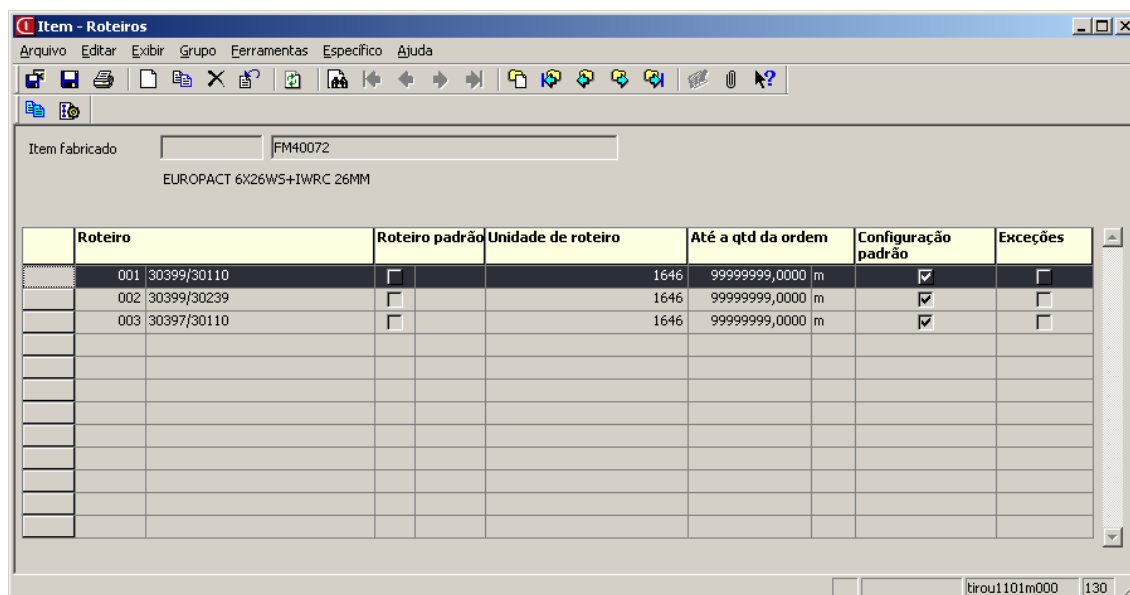 Item - Roteiros
Arquivo Editar Exibir Grupo Ferramentas Específico Ajuda
Item fabricado FM40072
EUROPACT 6X26WS+IWRC 26MM
Roteiro Roteiro padrão Unidade de roteiro Até a qtd da ordem Configuração padrão Exceções
001 30399/30110 1646 99999999,0000 m
002 30399/30239 1646 99999999,0000 m
003 30397/30110 1646 99999999,0000 m
tirou1101m000 130